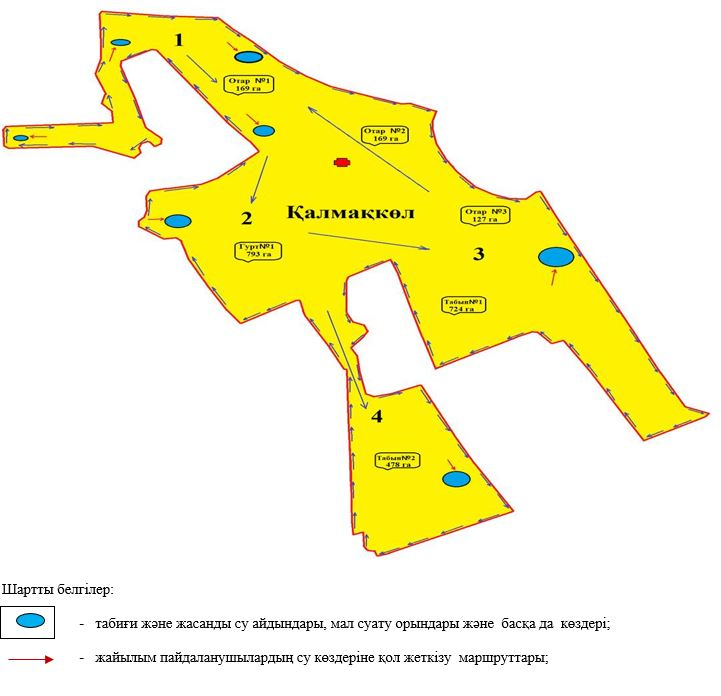 1
Отар №1
169 га
Отар №2
169 га
Қалмақкөл
2
Отар №3
127 га
Гурт№1
793 га
3
Табын№1
724 га
4
Табын№2
478 га
Шартты белгілер:
- табиғи және жасанды су айдындары, мал суату орындары және басқа да көздері;
- жайылым пайдаланушылардың су көздеріне қол жеткізу маршруттары;